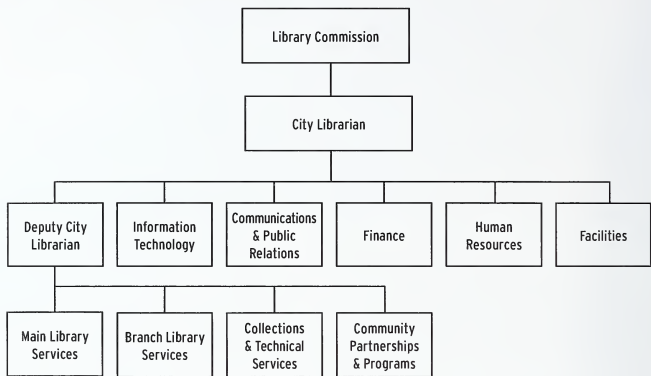 Library Commission
City Librarian
Deputy City
Librarian
Information
Technology
Communications
& Public
Relations
Finance
Human
Resources
Facilities
Main Library
Services
Branch Library
Services
Collections
& Technical
Services
Community
Partnerships
& Programs